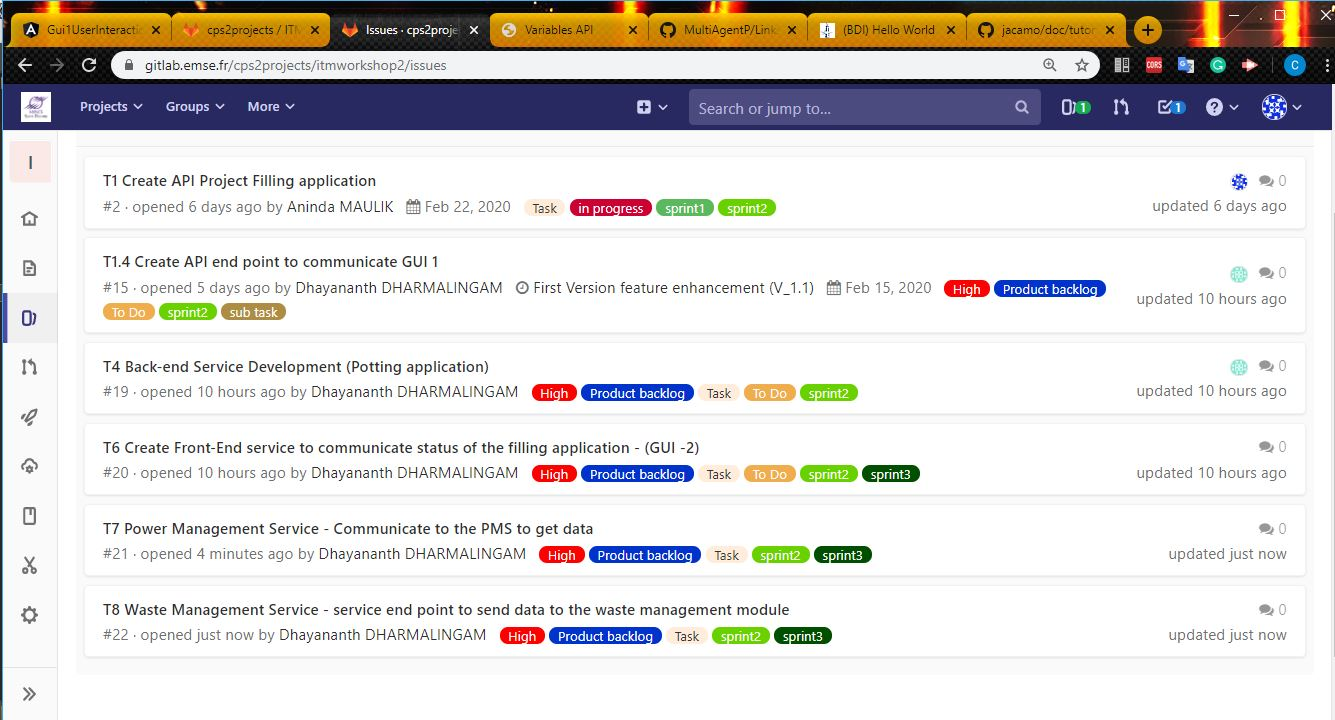 Gui1UserInteracti
cps2projects / ITM
Issues · cps2proje
Variables API
MultiAgentP/Link
(BDI) Hello World
jacamo/doc/tutor
gitlab.emse.fr/cps2projects/itmworkshop2/issues
CORS
C
Projects Groups More
Search or jump to...
1
1
I
T1 Create API Project Filling application
0
#2 · opened 6 days ago by Aninda MAULIK Feb 22, 2020 Task in progress sprint1 sprint2
updated 6 days ago
T1.4 Create API end point to communicate GUI 1
0
#15 · opened 5 days ago by Dhayananth DHARMALINGAM First Version feature enhancement (V_1.1) Feb 15, 2020 High Product backlog
updated 10 hours ago
To Do sprint2 sub task
T4 Back-end Service Development (Potting application)
0
#19 · opened 10 hours ago by Dhayananth DHARMALINGAM High Product backlog Task To Do sprint2
updated 10 hours ago
T6 Create Front-End service to communicate status of the filling application - (GUI -2)
0
#20 · opened 10 hours ago by Dhayananth DHARMALINGAM High Product backlog Task To Do sprint2 sprint3
updated 10 hours ago
T7 Power Management Service - Communicate to the PMS to get data
0
#21 · opened 4 minutes ago by Dhayananth DHARMALINGAM High Product backlog Task sprint2 sprint3
updated just now
T8 Waste Management Service - service end point to send data to the waste management module
0
#22 · opened just now by Dhayananth DHARMALINGAM High Product backlog Task sprint2 sprint3
updated just now